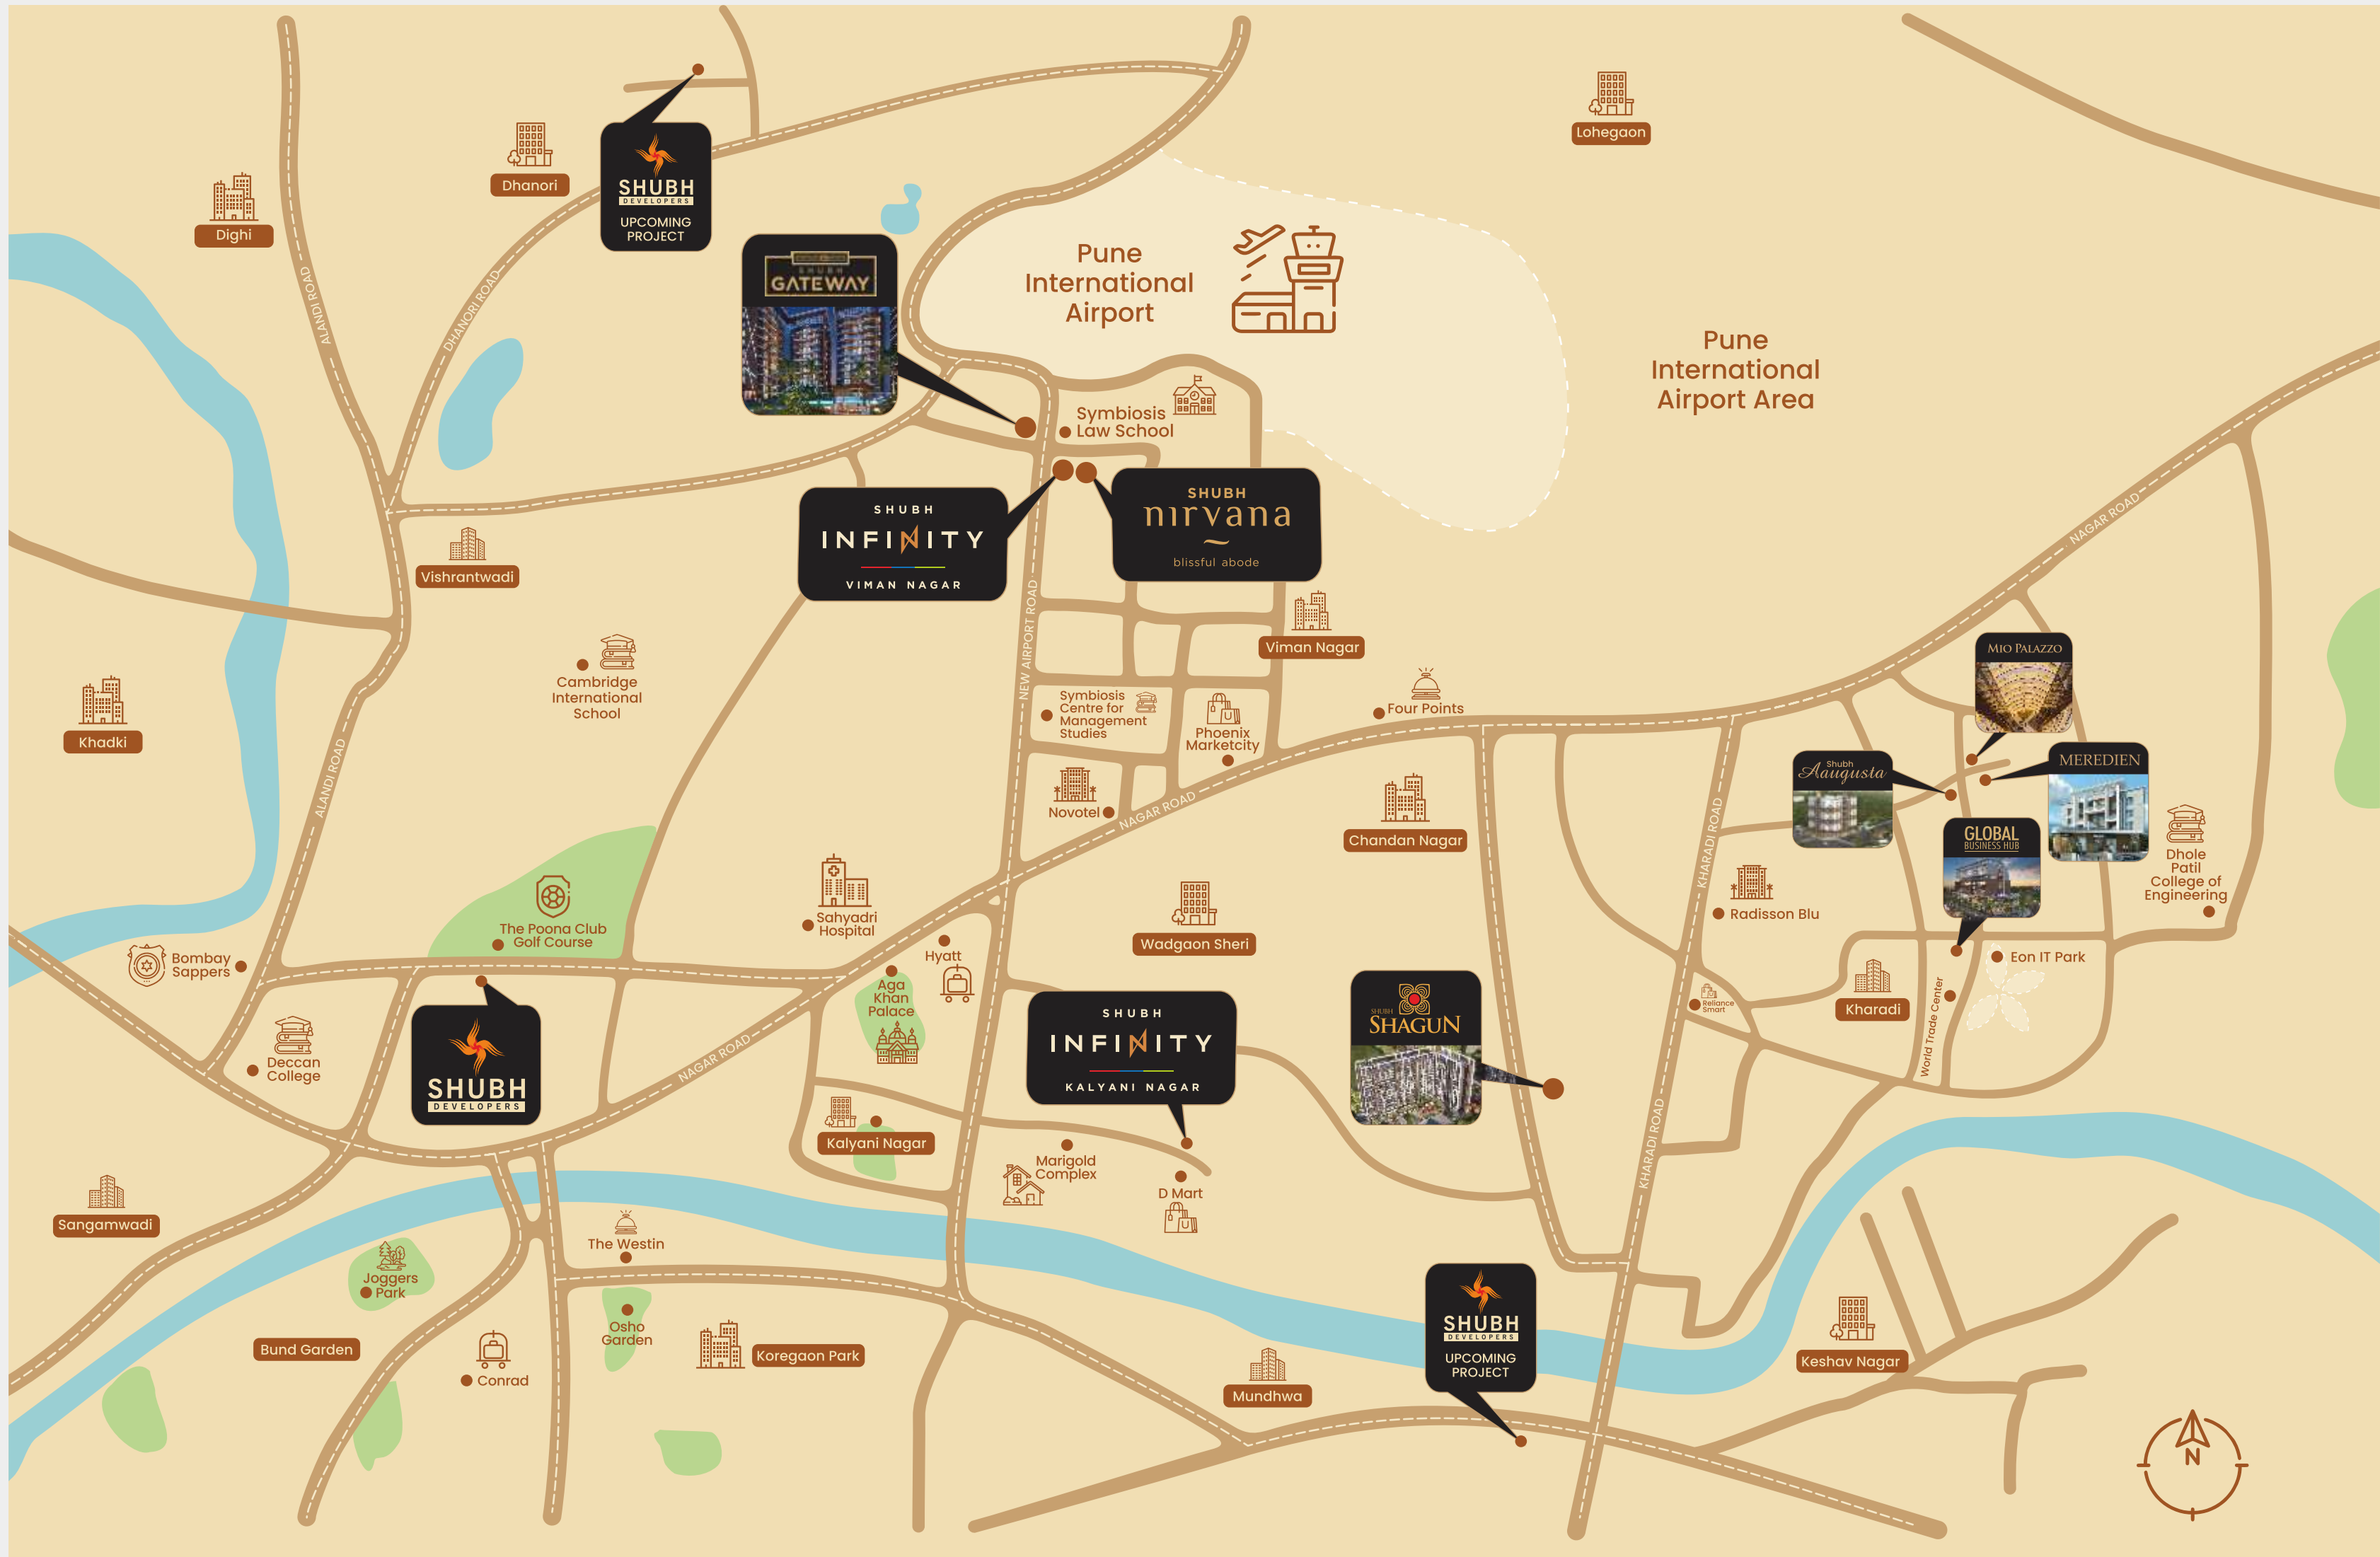 Lohegaon
Dhanori
SHUBH
DEVELOPERS
UPCOMING
PROJECT
Dighi
ALANDI ROAD
DHANORI ROAD
SHUBH
GATEWAY
Pune
International
Airport
Pune
International
Airport Area
Symbiosis
Law School
SHUBH
INFINITY
VIMAN NAGAR
SHUBH
nirvana
blissful abode
NAGAR ROAD
Vishrantwadi
NEW AIRPORT ROAD
Viman Nagar
MIO PALAZZO
Cambridge
International
School
Symbiosis
Centre for
Management
Studies
Phoenix
Marketcity
Four Points
Khadki
ALANDI ROAD
Novotel
NAGAR ROAD
Chandan Nagar
KHARADI ROAD
Shubh
Aaugusta
MEREDIEN
GLOBAL
BUSINESS HUB
Dhole
Patil
College of
Engineering
Radisson Blu
The Poona Club
Golf Course
Sahyadri
Hospital
Hyatt
Wadgaon Sheri
Bombay
Sappers
Aga
Khan
Palace
Eon IT Park
Kharadi
World Trade Center
Reliance
Smart
SHUBH
INFINITY
KALYANI NAGAR
SHUBH
SHAGUN
Deccan
College
SHUBH
DEVELOPERS
NAGAR ROAD
Kalyani Nagar
Marigold
Complex
D Mart
KHARADI ROAD
Sangamwadi
The Westin
Joggers
Park
Osho
Garden
Bund Garden
Koregaon Park
Conrad
Mundhwa
SHUBH
DEVELOPERS
UPCOMING
PROJECT
Keshav Nagar
N